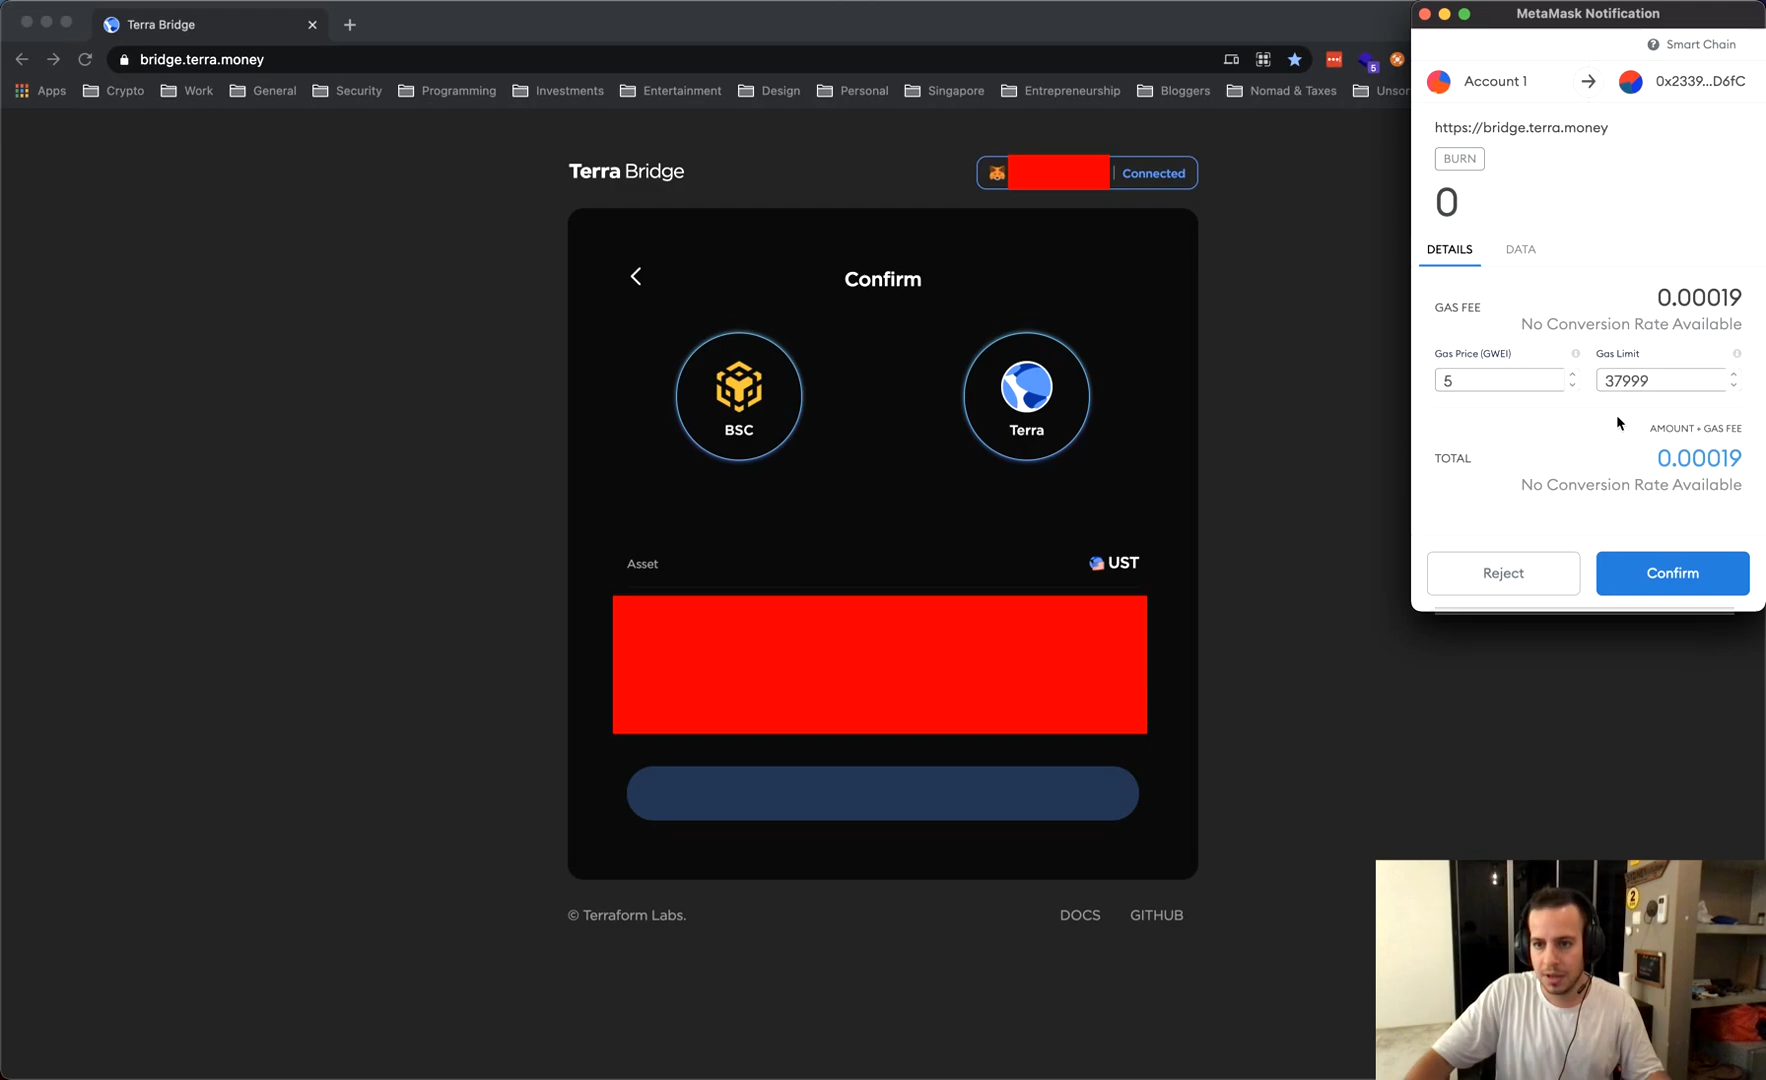 Terra Bridge
bridge.terra.money
5
Apps
Crypto
Work
General
Security
Programming
Investments
Entertainment
Design
Personal
Singapore
Entrepreneurship
Bloggers
Nomad & Taxes
Unsor
Terra Bridge
Connected
Confirm
BSC
Terra
Asset
UST
© Terraform Labs.
DOCS
GITHUB
MetaMask Notification
Smart Chain
Account 1
0x2339...D6fC
https://bridge.terra.money
BURN
0
DETAILS
DATA
GAS FEE
0.00019
No Conversion Rate Available
Gas Price (GWEI)
Gas Limit
5
37999
AMOUNT + GAS FEE
TOTAL
0.00019
No Conversion Rate Available
Reject
Confirm
2